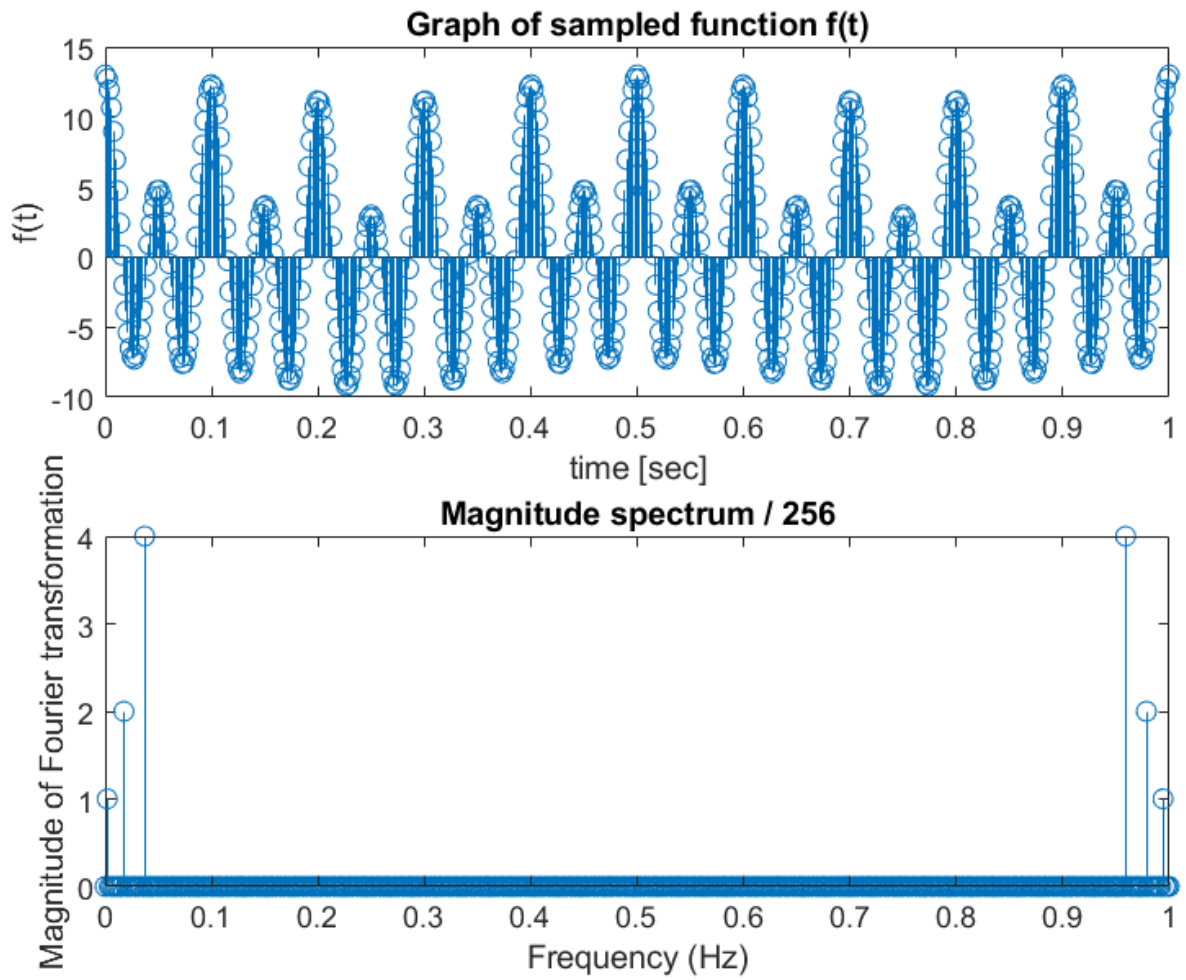 Graph of sampled function f(t)
15
10
5
0
-5
-10
f(t)
0 0.1 0.2 0.3 0.4 0.5 0.6 0.7 0.8 0.9 1
time [sec]
Magnitude spectrum / 256
4
3
2
1
0
Magnitude of Fourier transformation
0 0.1 0.2 0.3 0.4 0.5 0.6 0.7 0.8 0.9 1
Frequency (Hz)